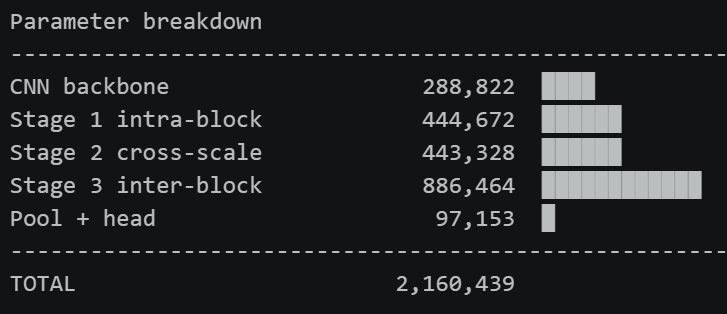 Parameter breakdown
-------------------------------------------------------
CNN backbone                   288,822  ████
Stage 1 intra-block            444,672  ██████
Stage 2 cross-scale            443,328  ██████
Stage 3 inter-block            886,464  ████████████
Pool + head                     97,153  █
-------------------------------------------------------
TOTAL                        2,160,439